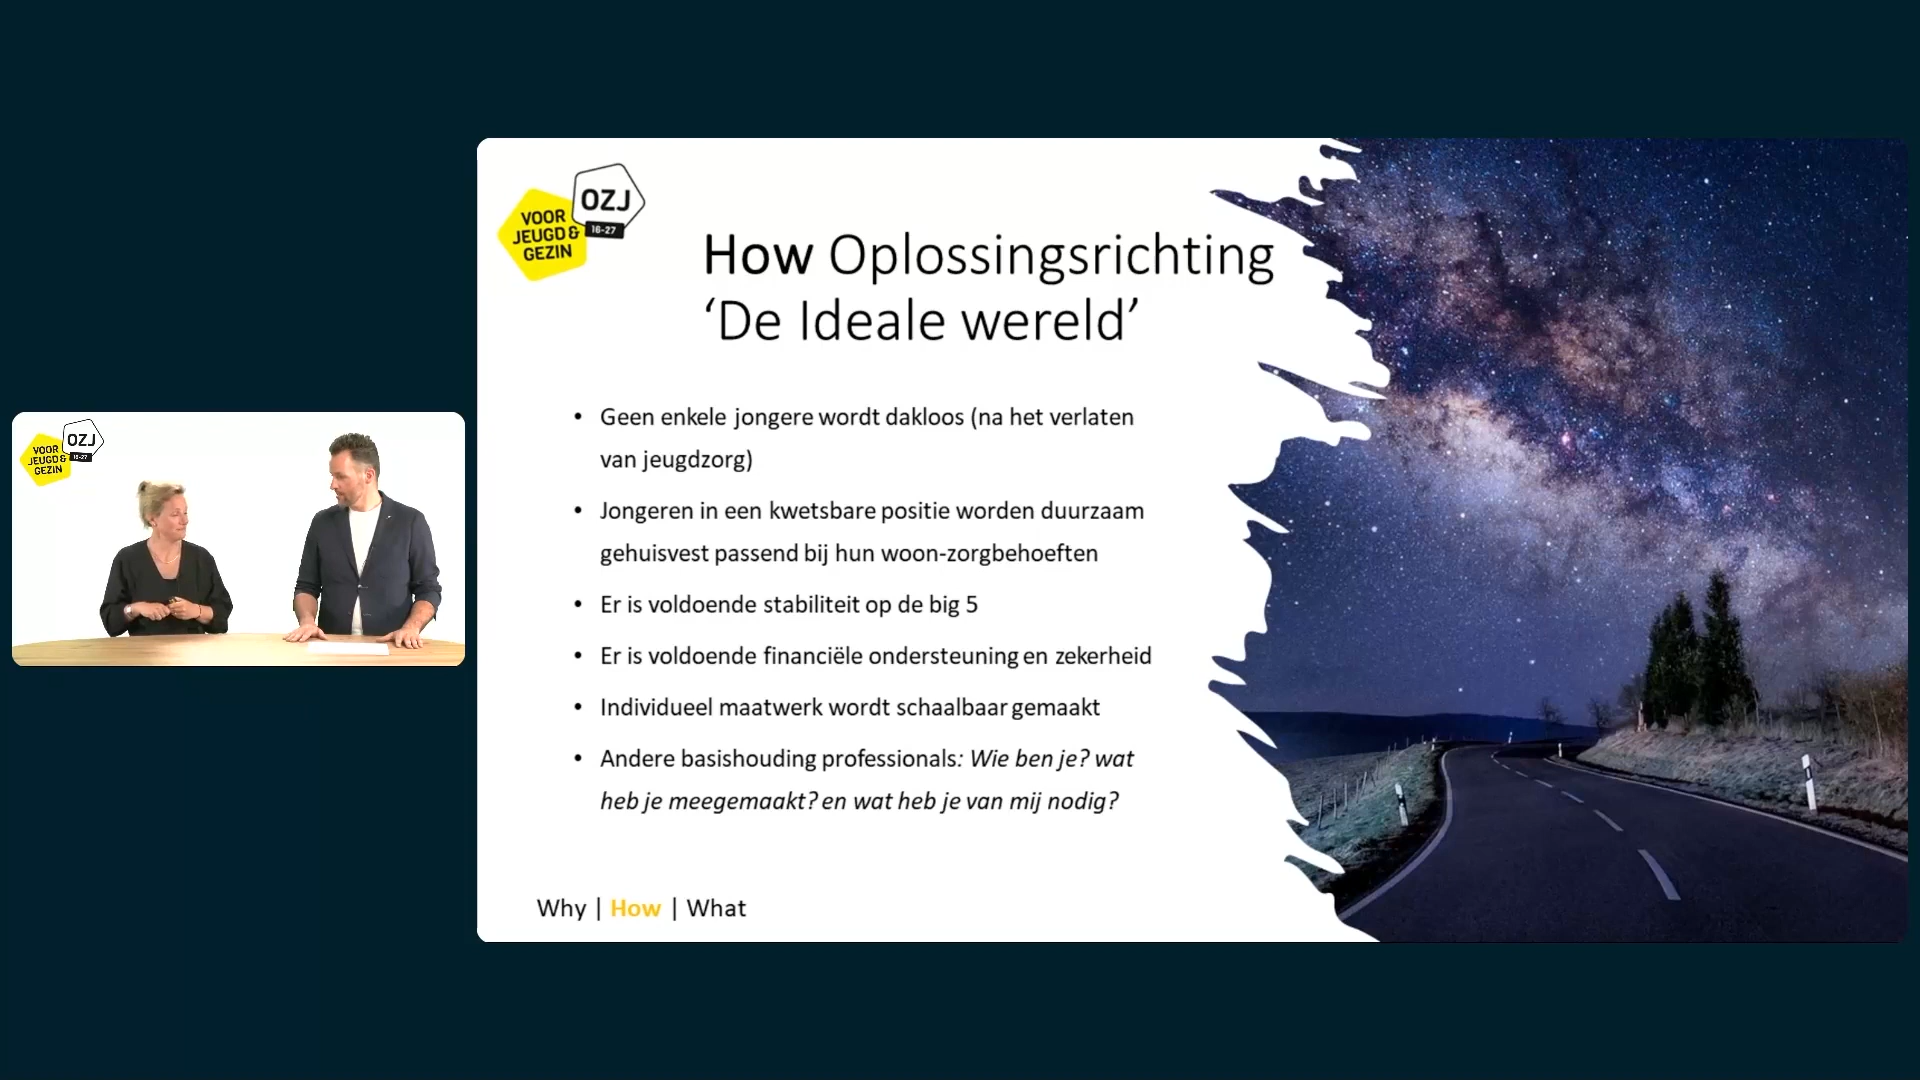 OZJ
16-27
VOOR
JEUGD &
GEZIN
How Oplossingsrichting
‘De Ideale wereld’
• Geen enkele jongere wordt dakloos (na het verlaten
van jeugdzorg)
• Jongeren in een kwetsbare positie worden duurzaam
gehuisvest passend bij hun woon-zorgbehoeften
• Er is voldoende stabiliteit op de big 5
• Er is voldoende financiële ondersteuning en zekerheid
• Individueel maatwerk wordt schaalbaar gemaakt
• Andere basishouding professionals: Wie ben je? wat
heb je meegemaakt? en wat heb je van mij nodig?
Why | How | What
OZJ
16-27
VOOR
JEUGD &
GEZIN